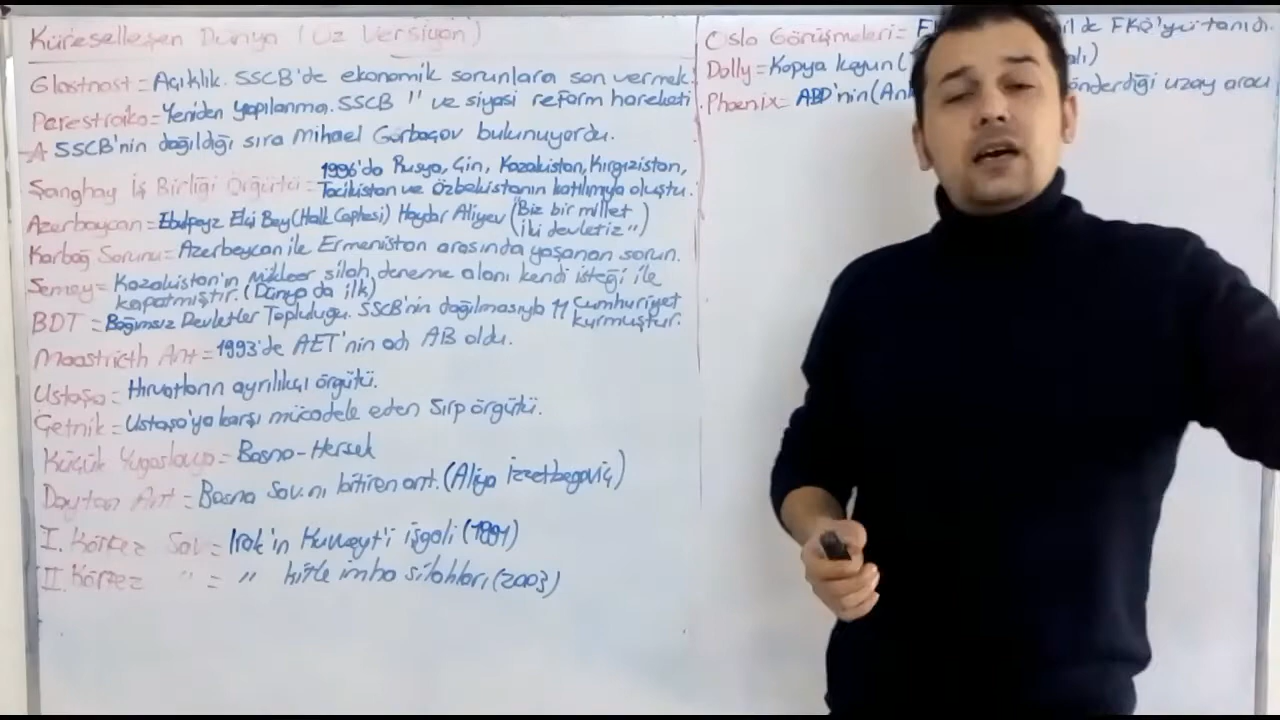 Küreselleşen Dünya (Öz Versiyon)
Glastnost = Açıklık. SSCB'de ekonomik sorunlara son vermek.
Perestroika = Yeniden yapılanma. SSCB " ve siyasi reform hareketi
A SSCB'nin dağıldığı sıra Mihael Gorbaçov bulunuyordu.
1996'da Rusya, Çin, Kazakistan, Kırgızistan,
Şanghay İş Birliği Örgütü = Tacikistan ve Özbekistanın katılımıyla oluştu.
Azerbaycan = Ebulfeyz Elçi Bey (Halk Cephesi) Haydar Aliyev ("Biz bir millet
iki devletiz")
Karbağ Sorunu = Azerbaycan ile Ermenistan arasında yaşanan sorun.
Semey = Kazakistan'ın Nükleer silah deneme alanı kendi isteği ile
kapatmıştır. (Dünya da ilk)
BDT = Bağımsız Devletler Topluluğu. SSCB'nin dağılmasıyla 11 Cumhuriyet
kurmuştur.
Maastricth Ant = 1993'de AET'nin adı AB oldu.
Ustaşa = Hırvatların ayrılıkçı örgütü.
Çetnik = Ustaşa'ya karşı mücadele eden Sırp örgütü.
Küçük Yugoslavya = Bosna-Hersek
Dayton Ant = Bosna Sav.nı bitiren ant. (Aliya İzzetbegoviç)
I. Körfez Sav = Irak'ın Kuveyt'i işgali (1991)
II. Körfez " = " kitle imha silahları (2003)
Oslo Görüşmeleri = FKÖ'yü tanıdı.
Dolly = Kopya koyun (
Phoenix = ABD'nin ( gönderdiği uzay aracı